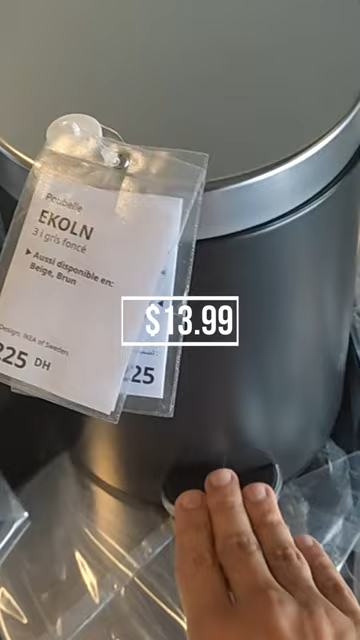 Poubelle
EKOLN
3 l gris foncé
▶ Aussi disponible en:
Beige, Brun
Design, IKEA of Sweden
225 DH
225
$13.99